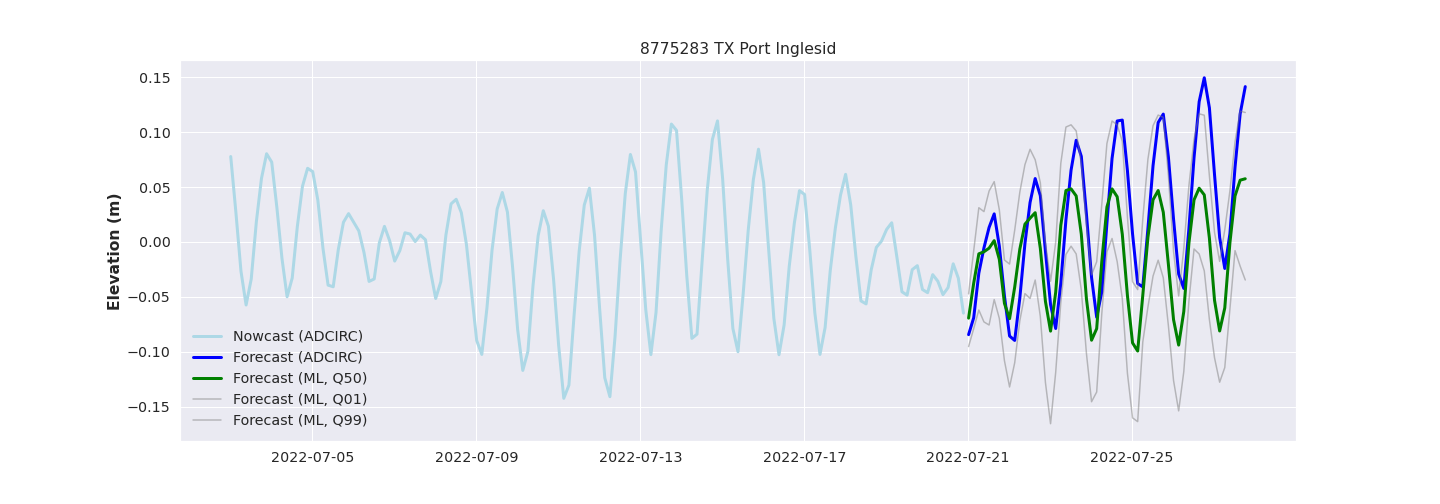 8775283 TX Port Inglesid
Elevation (m)
0.15
0.10
0.05
0.00
−0.05
−0.10
−0.15
Nowcast (ADCIRC)
Forecast (ADCIRC)
Forecast (ML, Q50)
Forecast (ML, Q01)
Forecast (ML, Q99)
2022-07-05
2022-07-09
2022-07-13
2022-07-17
2022-07-21
2022-07-25